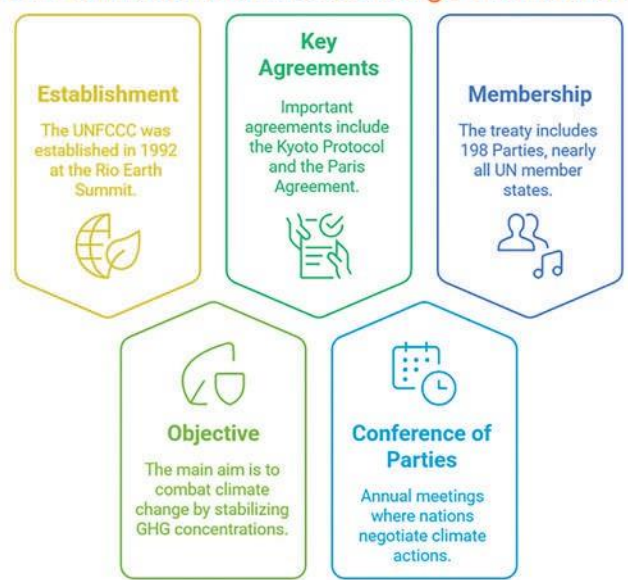 Establishment
The UNFCCC was
established in 1992
at the Rio Earth
Summit.
Key
Agreements
Important
agreements include
the Kyoto Protocol
and the Paris
Agreement.
Membership
The treaty includes
198 Parties, nearly
all UN member
states.
Objective
The main aim is to
combat climate
change by stabilizing
GHG concentrations.
Conference of
Parties
Annual meetings
where nations
negotiate climate
actions.